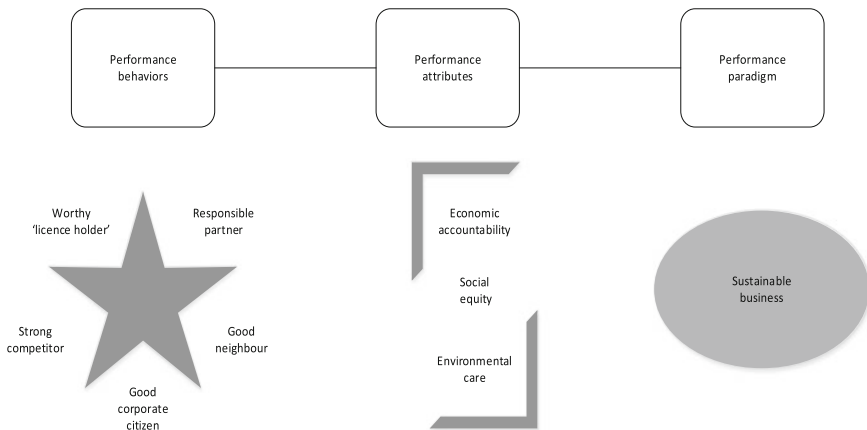 Performance
behaviors
Performance
attributes
Performance
paradigm
Worthy
‘licence holder’
Responsible
partner
Strong
competitor
Good
neighbour
Good
corporate
citizen
Economic
accountability
Social
equity
Environmental
care
Sustainable
business